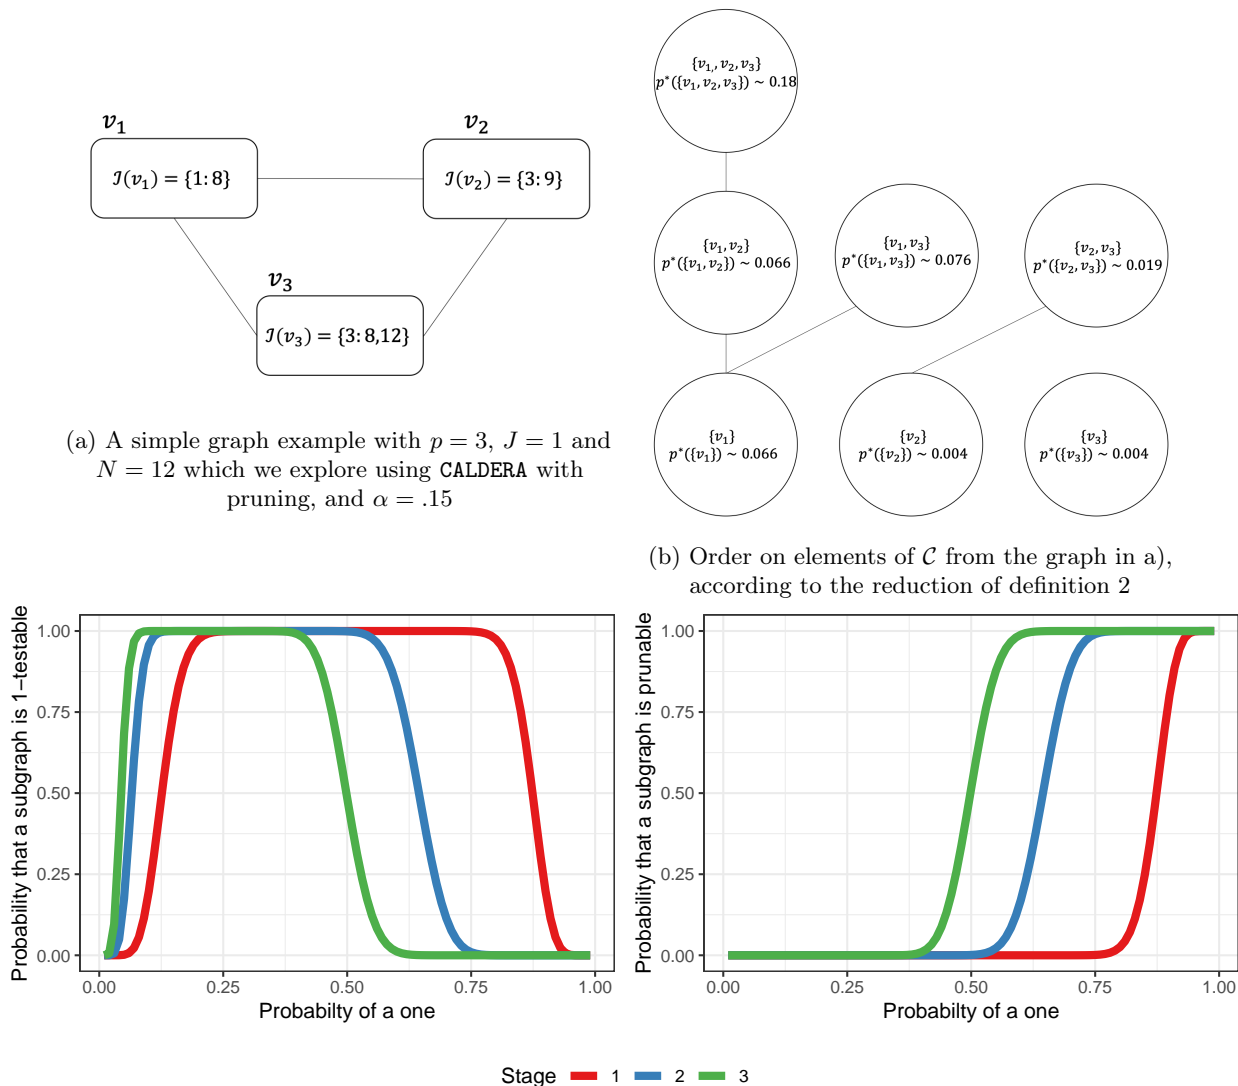 v₁
𝓘(v₁) = {1: 8}
v₂
𝓘(v₂) = {3: 9}
v₃
𝓘(v₃) = {3: 8,12}
(a) A simple graph example with p = 3, J = 1 and
N = 12 which we explore using CALDERA with
pruning, and α = .15
{v₁,, v₂, v₃}
p*({v₁, v₂, v₃}) ~ 0.18
{v₁, v₂}
p*({v₁, v₂}) ~ 0.066
{v₁, v₃}
p*({v₁, v₃}) ~ 0.076
{v₂, v₃}
p*({v₂, v₃}) ~ 0.019
{v₁}
p*({v₁}) ~ 0.066
{v₂}
p*({v₂}) ~ 0.004
{v₃}
p*({v₃}) ~ 0.004
(b) Order on elements of 𝒞 from the graph in a),
according to the reduction of definition 2
Probability that a subgraph is 1−testable
1.00
0.75
0.50
0.25
0.00
0.00 0.25 0.50 0.75 1.00
Probabilty of a one
Probability that a subgraph is prunable
1.00
0.75
0.50
0.25
0.00
0.00 0.25 0.50 0.75 1.00
Probabilty of a one
Stage 1 2 3